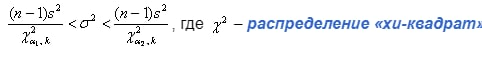 (n−1)s² / χ²_{α₁,k} < σ² < (n−1)s² / χ²_{α₂,k} , где χ² – распределение «хи-квадрат»